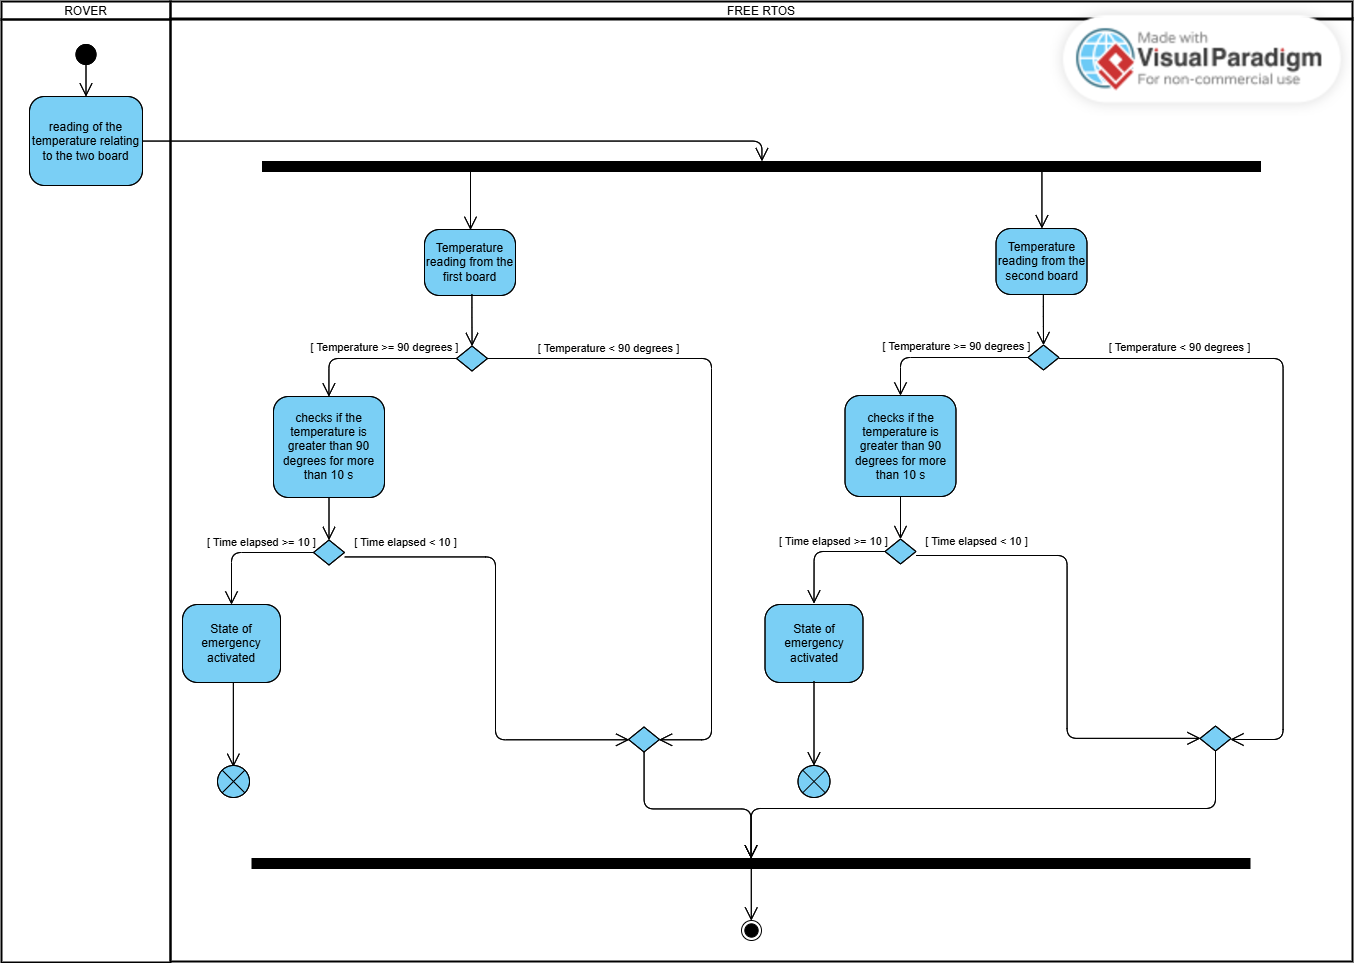 ROVER
FREE RTOS
Made with
Visual Paradigm
For non-commercial use
reading of the
temperature relating
to the two board
Temperature
reading from the
first board
Temperature
reading from the
second board
[ Temperature >= 90 degrees ]
[ Temperature < 90 degrees ]
[ Temperature >= 90 degrees ]
[ Temperature < 90 degrees ]
checks if the
temperature is
greater than 90
degrees for more
than 10 s
checks if the
temperature is
greater than 90
degrees for more
than 10 s
[ Time elapsed >= 10 ]
[ Time elapsed < 10 ]
[ Time elapsed >= 10 ]
[ Time elapsed < 10 ]
State of
emergency
activated
State of
emergency
activated